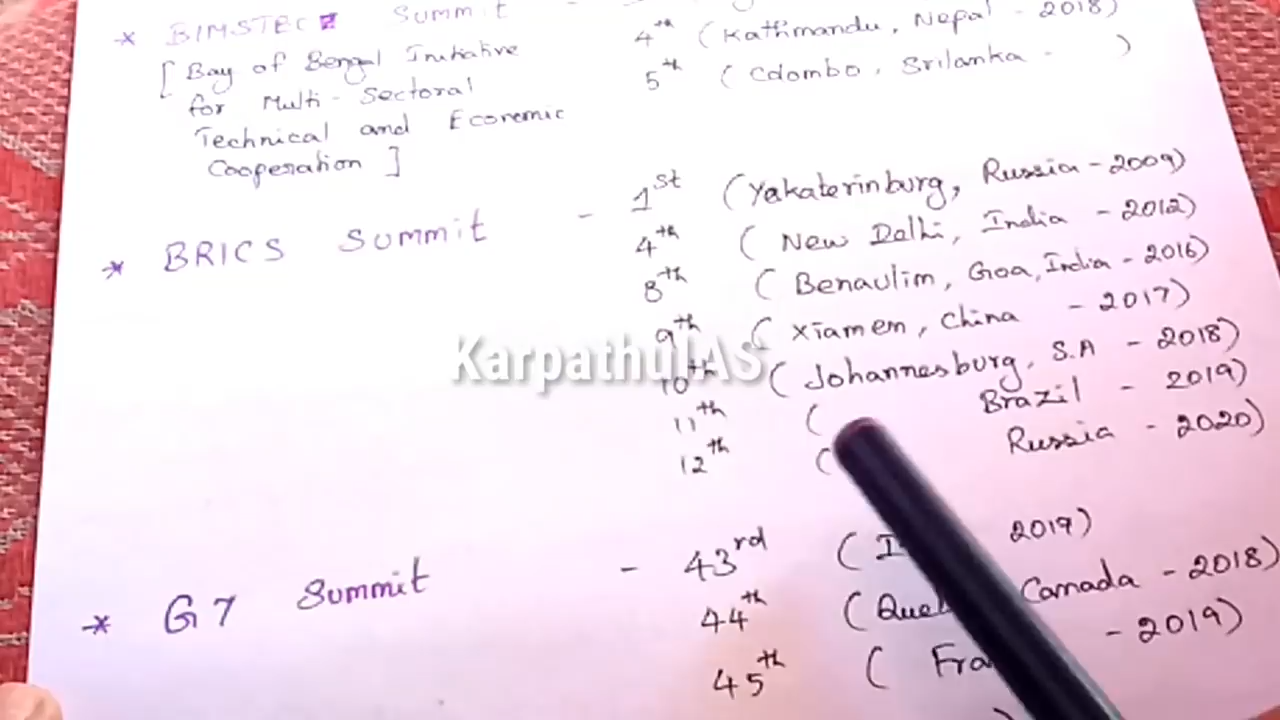 * BIMSTEC Summit -
4th (Kathmandu, Nepal - 2018)
[Bay of Bengal Initiative
for Multi-Sectoral
Technical and Economic
Cooperation]
5th (Colombo, Srilanka - )
* BRICS Summit - 1st (Yakaterinburg, Russia - 2009)
4th (New Delhi, India - 2012)
8th (Benaulim, Goa, India - 2016)
9th (Xiamen, China - 2017)
10th (Johannesburg, S.A - 2018)
11th ( Brazil - 2019)
12th ( Russia - 2020)
* G7 Summit - 43rd ( 2017)
44th ( Canada - 2018)
45th ( - 2019)
KarpathuIAS